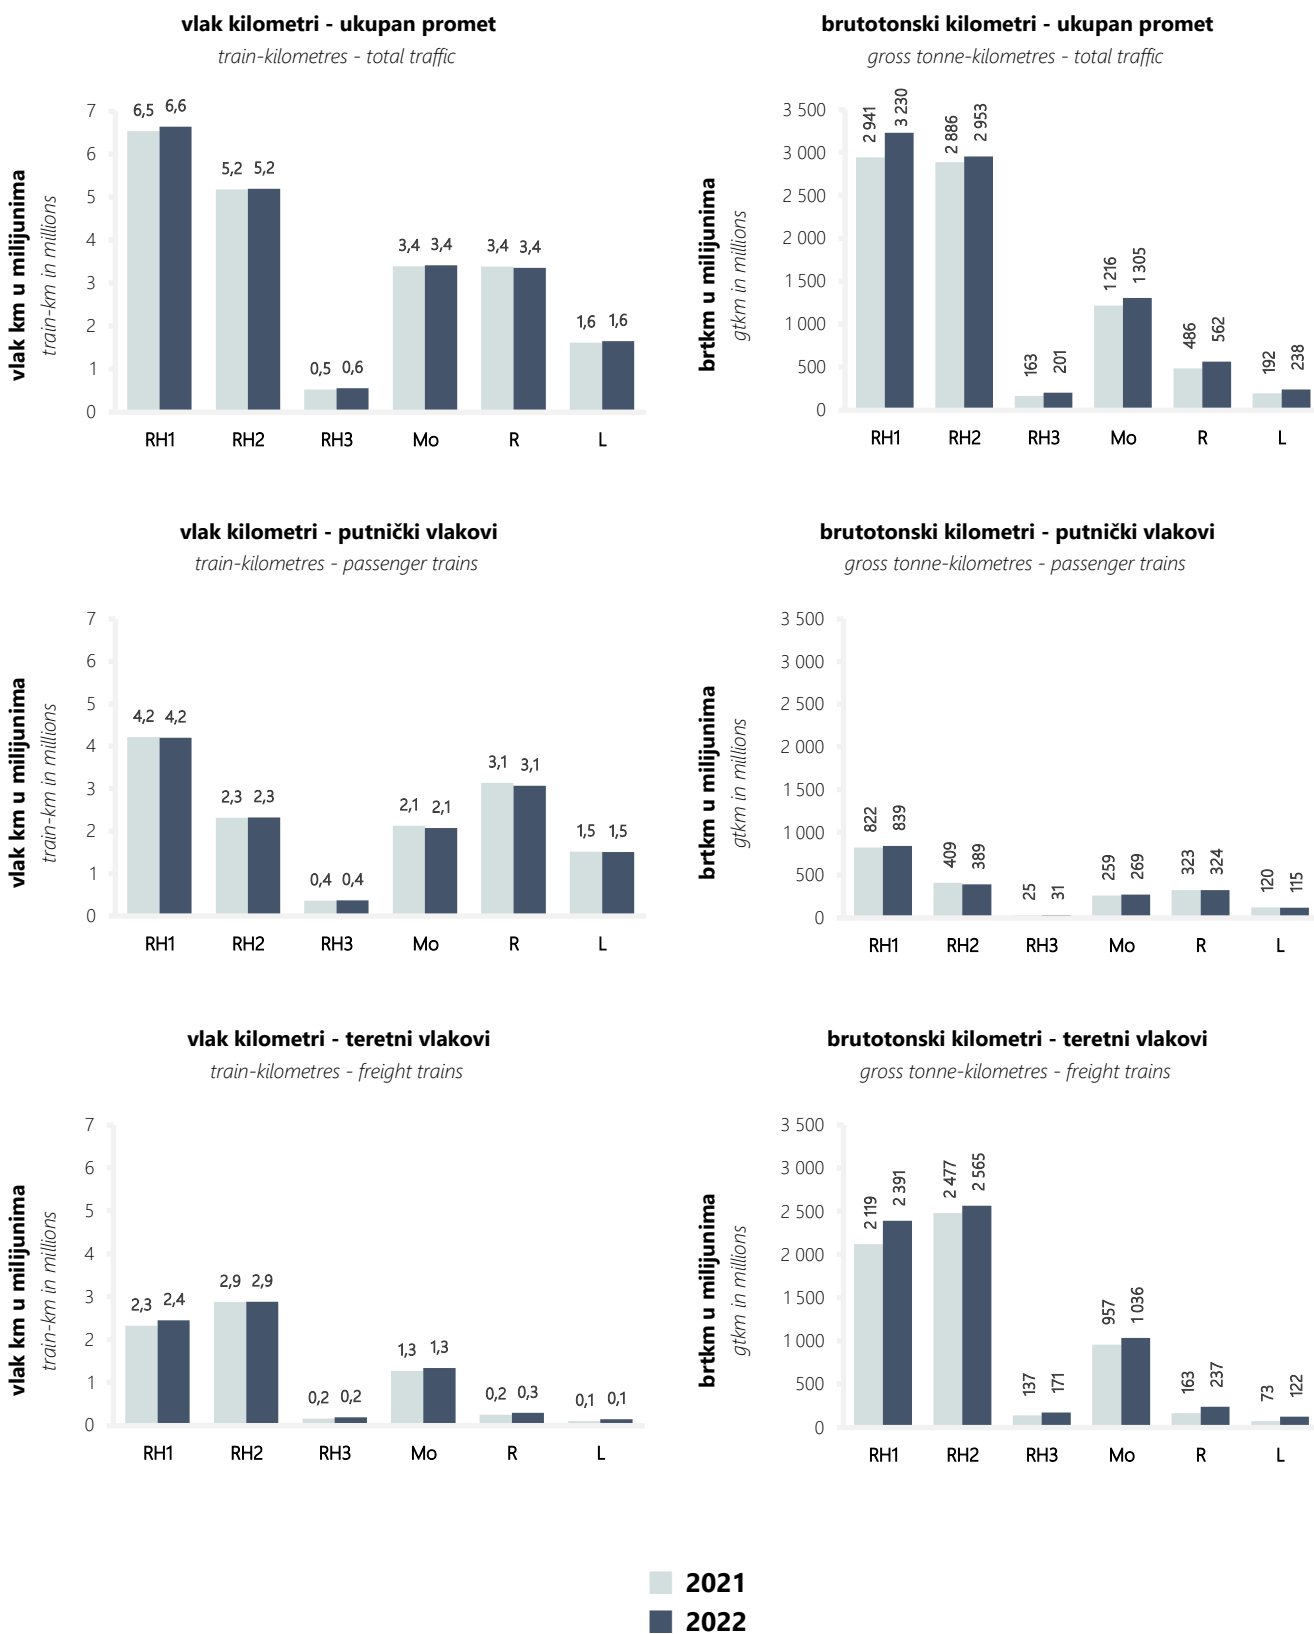 vlak kilometri - ukupan promet
train-kilometres - total traffic
vlak km u milijunima
train-km in millions
7
6
5
4
3
2
1
0
6,5 6,6
5,2 5,2
0,5 0,6
3,4 3,4
3,4 3,4
1,6 1,6
RH1 RH2 RH3 Mo R L
brutotonski kilometri - ukupan promet
gross tonne-kilometres - total traffic
brtkm u milijunima
gtkm in millions
3 500
3 000
2 500
2 000
1 500
1 000
500
0
2 941 3 230
2 886 2 953
163 201
1 216 1 305
486 562
192 238
RH1 RH2 RH3 Mo R L
vlak kilometri - putnički vlakovi
train-kilometres - passenger trains
vlak km u milijunima
train-km in millions
7
6
5
4
3
2
1
0
4,2 4,2
2,3 2,3
0,4 0,4
2,1 2,1
3,1 3,1
1,5 1,5
RH1 RH2 RH3 Mo R L
brutotonski kilometri - putnički vlakovi
gross tonne-kilometres - passenger trains
brtkm u milijunima
gtkm in millions
3 500
3 000
2 500
2 000
1 500
1 000
500
0
822 839
409 389
25 31
259 269
323 324
120 115
RH1 RH2 RH3 Mo R L
vlak kilometri - teretni vlakovi
train-kilometres - freight trains
vlak km u milijunima
train-km in millions
7
6
5
4
3
2
1
0
2,3 2,4
2,9 2,9
0,2 0,2
1,3 1,3
0,2 0,3
0,1 0,1
RH1 RH2 RH3 Mo R L
brutotonski kilometri - teretni vlakovi
gross tonne-kilometres - freight trains
brtkm u milijunima
gtkm in millions
3 500
3 000
2 500
2 000
1 500
1 000
500
0
2 119 2 391
2 477 2 565
137 171
957 1 036
163 237
73 122
RH1 RH2 RH3 Mo R L
2021
2022